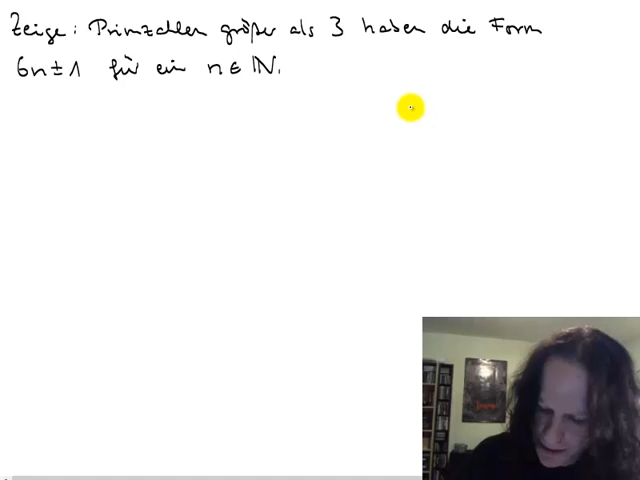 Zeige: Primzahlen größer als 3 haben die Form
6n±1 für ein n∈ℕ.